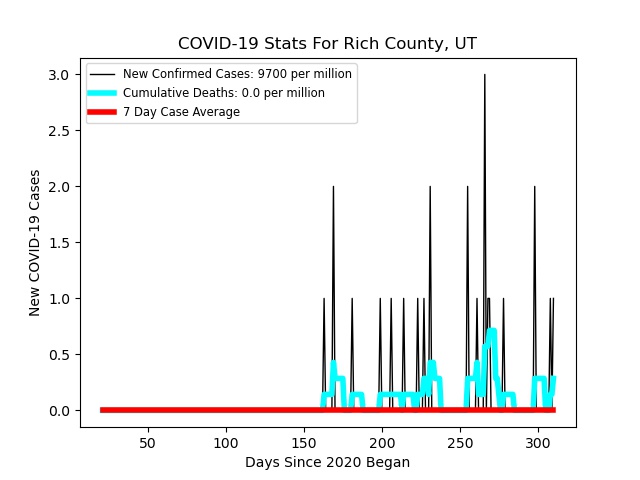 COVID-19 Stats For Rich County, UT
New Confirmed Cases: 9700 per million
Cumulative Deaths: 0.0 per million
7 Day Case Average
New COVID-19 Cases
3.0
2.5
2.0
1.5
1.0
0.5
0.0
50 100 150 200 250 300
Days Since 2020 Began